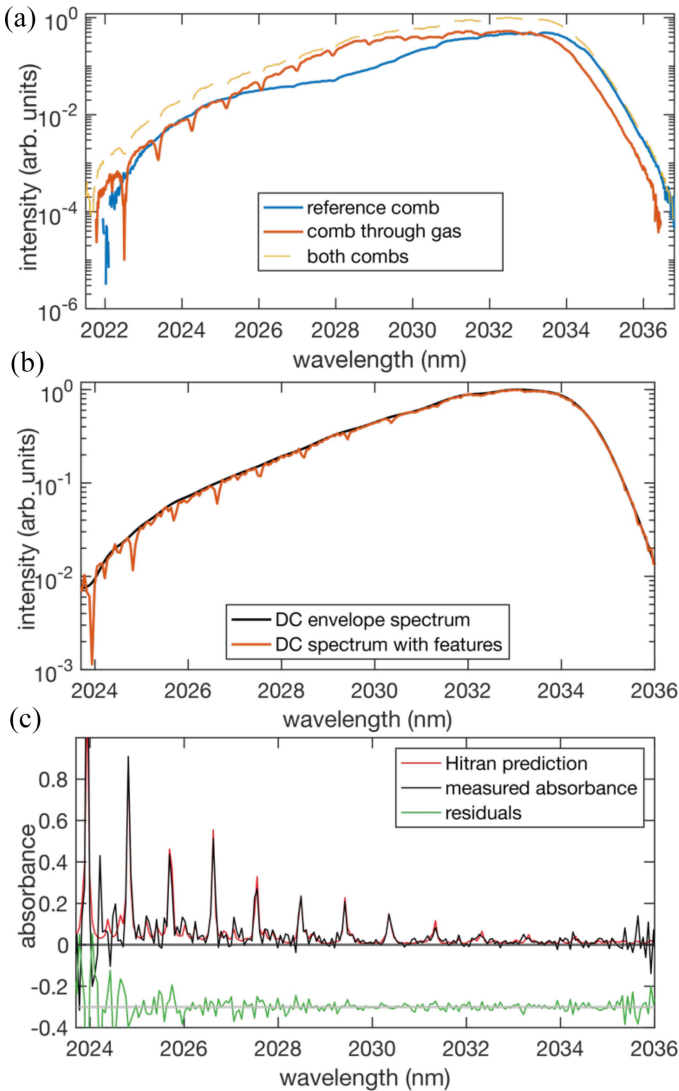 (a)
10^0
10^-2
10^-4
10^-6
intensity (arb. units)
reference comb
comb through gas
both combs
2022 2024 2026 2028 2030 2032 2034 2036
wavelength (nm)
(b)
10^0
10^-1
10^-2
10^-3
intensity (arb. units)
DC envelope spectrum
DC spectrum with features
2024 2026 2028 2030 2032 2034 2036
wavelength (nm)
(c)
0.8
0.6
0.4
0.2
0
-0.2
-0.4
absorbance
Hitran prediction
measured absorbance
residuals
2024 2026 2028 2030 2032 2034 2036
wavelength (nm)